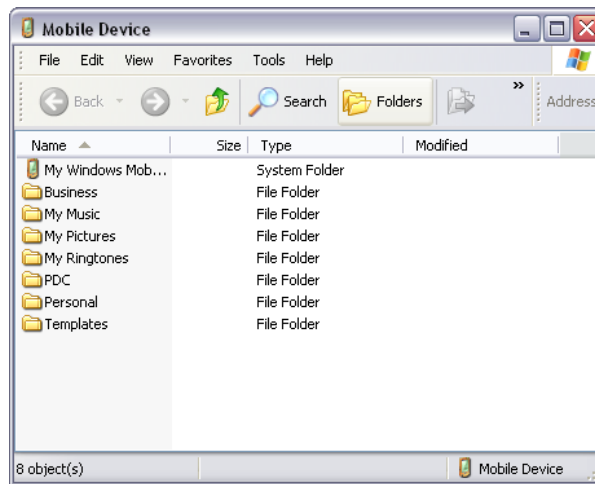 Mobile Device
File Edit View Favorites Tools Help
Back Search Folders » Address
Name Size Type Modified
My Windows Mob... System Folder
Business File Folder
My Music File Folder
My Pictures File Folder
My Ringtones File Folder
PDC File Folder
Personal File Folder
Templates File Folder
8 object(s) Mobile Device